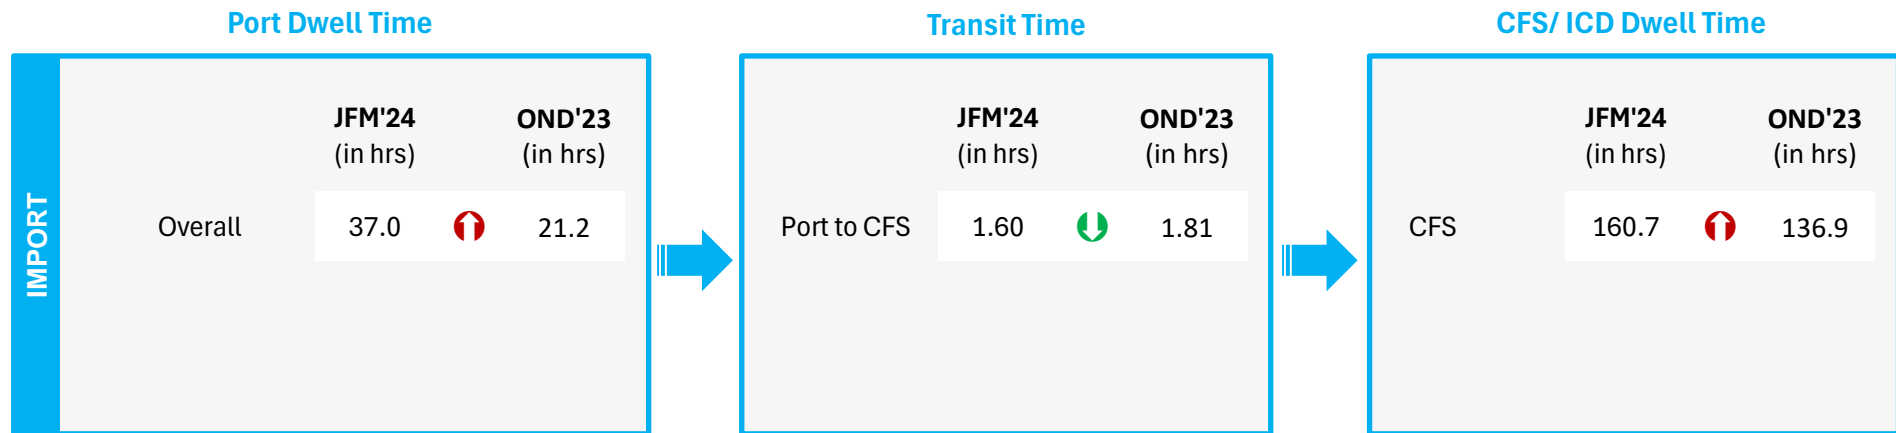 Port Dwell Time
Transit Time
CFS/ ICD Dwell Time
IMPORT
JFM'24 OND'23
(in hrs) (in hrs)
Overall 37.0 21.2
JFM'24 OND'23
(in hrs) (in hrs)
Port to CFS 1.60 1.81
JFM'24 OND'23
(in hrs) (in hrs)
CFS 160.7 136.9